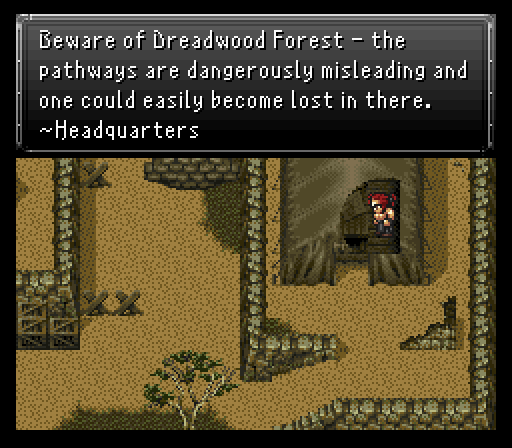 Beware of Dreadwood Forest - the
pathways are dangerously misleading and
one could easily become lost in there.
~Headquarters